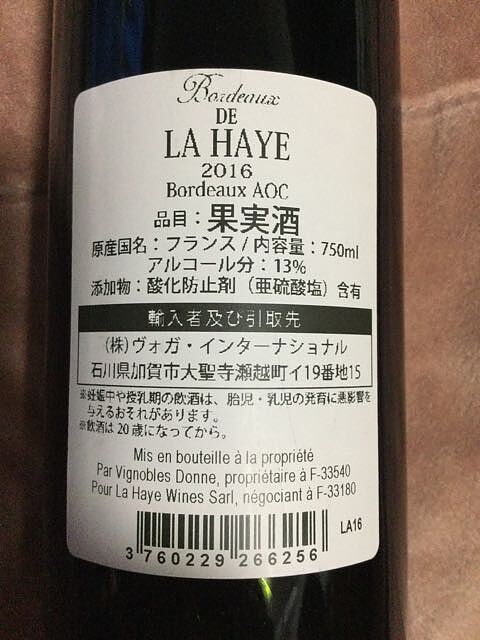 Bordeaux
DE
LA HAYE
2016
Bordeaux AOC
品目：果実酒
原産国名：フランス / 内容量：750ml
アルコール分：13%
添加物：酸化防止剤（亜硫酸塩）含有
輸入者及び引取先
（株）ヴォガ・インターナショナル
石川県加賀市大聖寺瀬越町イ19番地15
※妊娠中や授乳期の飲酒は、胎児・乳児の発育に悪影響を
与えるおそれがあります。
※飲酒は20歳になってから。
Mis en bouteille à la propriété
Par Vignobles Donne, propriétaire à F-33540
Pour La Haye Wines Sarl, négociant à F-33180
LA16
3 760229 266256